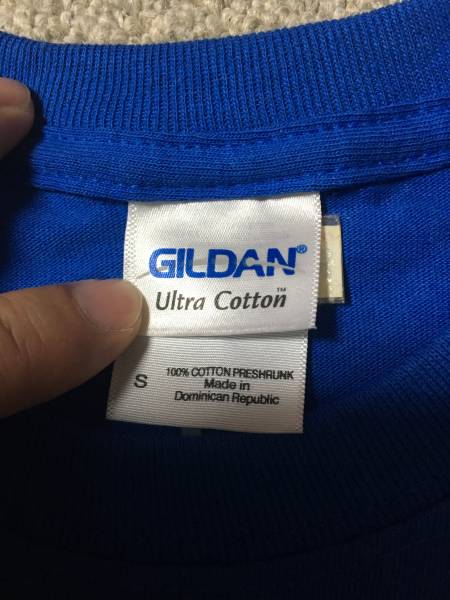 GILDAN®
Ultra Cotton™
S
100% COTTON PRESHRUNK
Made in
Dominican Republic